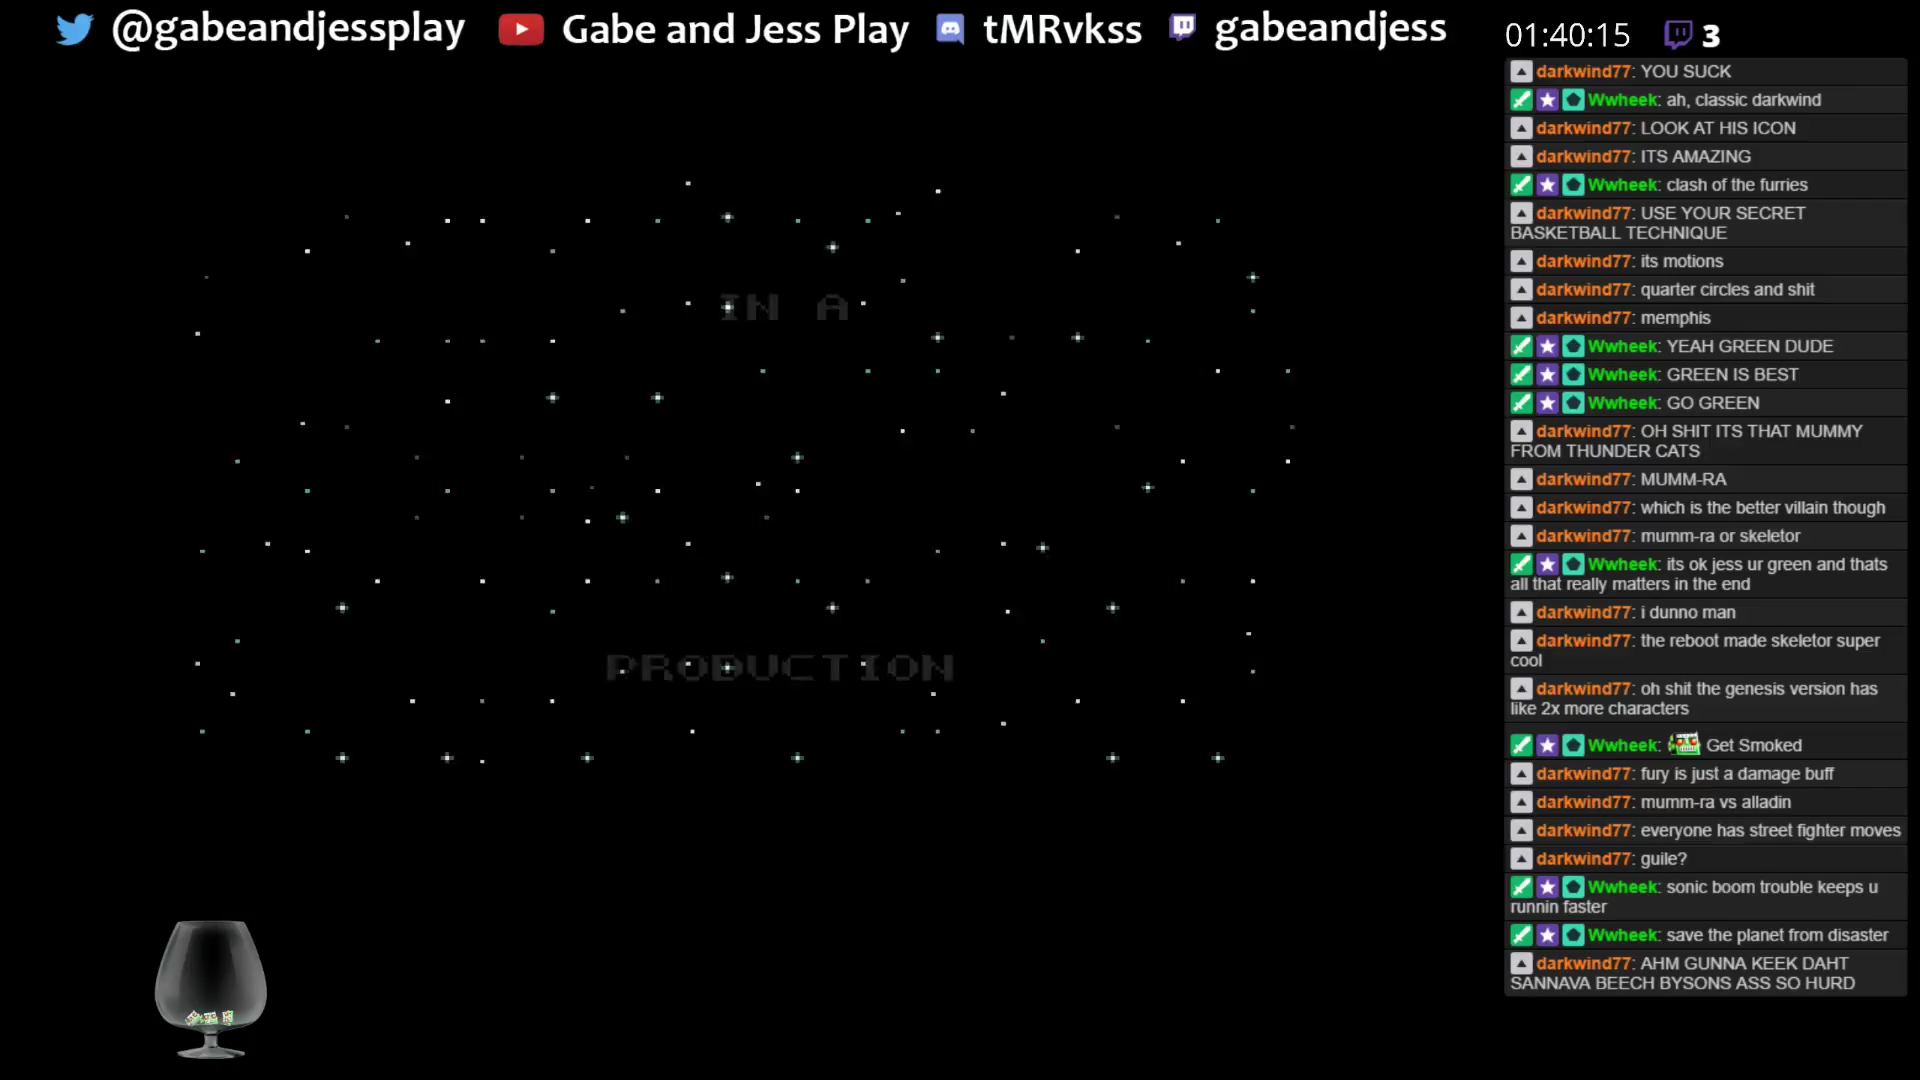 @gabeandjessplay Gabe and Jess Play tMRvkss gabeandjess
01:40:15 3
IN A
PRODUCTION
darkwind77: YOU SUCK
Wwheek: ah, classic darkwind
darkwind77: LOOK AT HIS ICON
darkwind77: ITS AMAZING
Wwheek: clash of the furries
darkwind77: USE YOUR SECRET
BASKETBALL TECHNIQUE
darkwind77: its motions
darkwind77: quarter circles and shit
darkwind77: memphis
Wwheek: YEAH GREEN DUDE
Wwheek: GREEN IS BEST
Wwheek: GO GREEN
darkwind77: OH SHIT ITS THAT MUMMY
FROM THUNDER CATS
darkwind77: MUMM-RA
darkwind77: which is the better villain though
darkwind77: mumm-ra or skeletor
Wwheek: its ok jess ur green and thats
all that really matters in the end
darkwind77: i dunno man
darkwind77: the reboot made skeletor super
cool
darkwind77: oh shit the genesis version has
like 2x more characters
Wwheek: Get Smoked
darkwind77: fury is just a damage buff
darkwind77: mumm-ra vs alladin
darkwind77: everyone has street fighter moves
darkwind77: guile?
Wwheek: sonic boom trouble keeps u
runnin faster
Wwheek: save the planet from disaster
darkwind77: AHM GUNNA KEEK DAHT
SANNAVA BEECH BYSONS ASS SO HURD